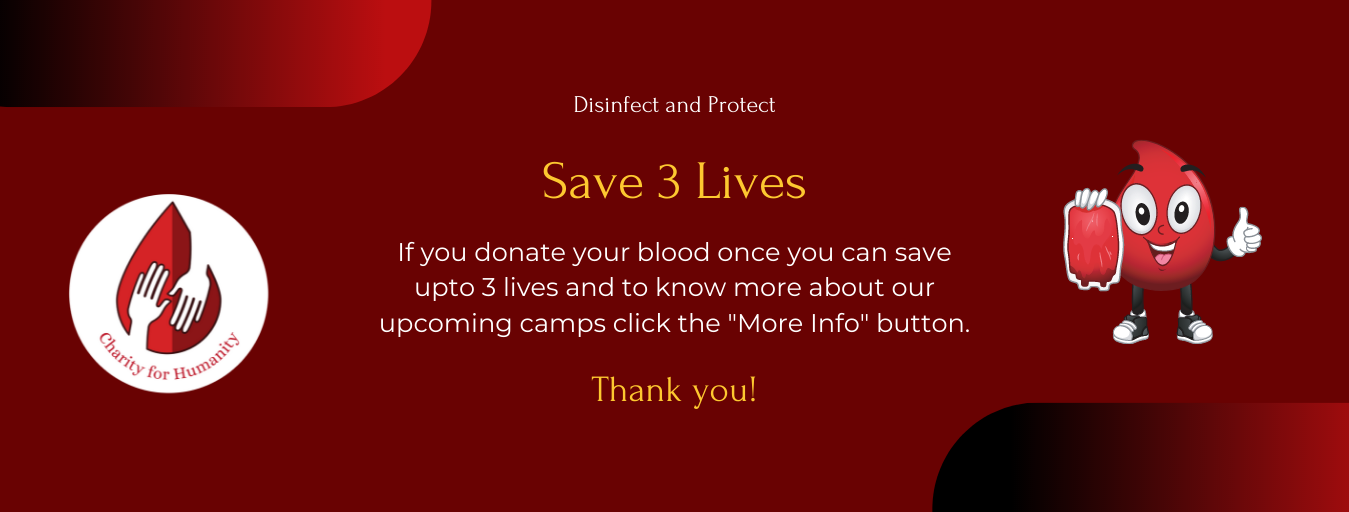 Disinfect and Protect
Save 3 Lives
If you donate your blood once you can save
upto 3 lives and to know more about our
upcoming camps click the "More Info" button.
Thank you!
Charity for Humanity